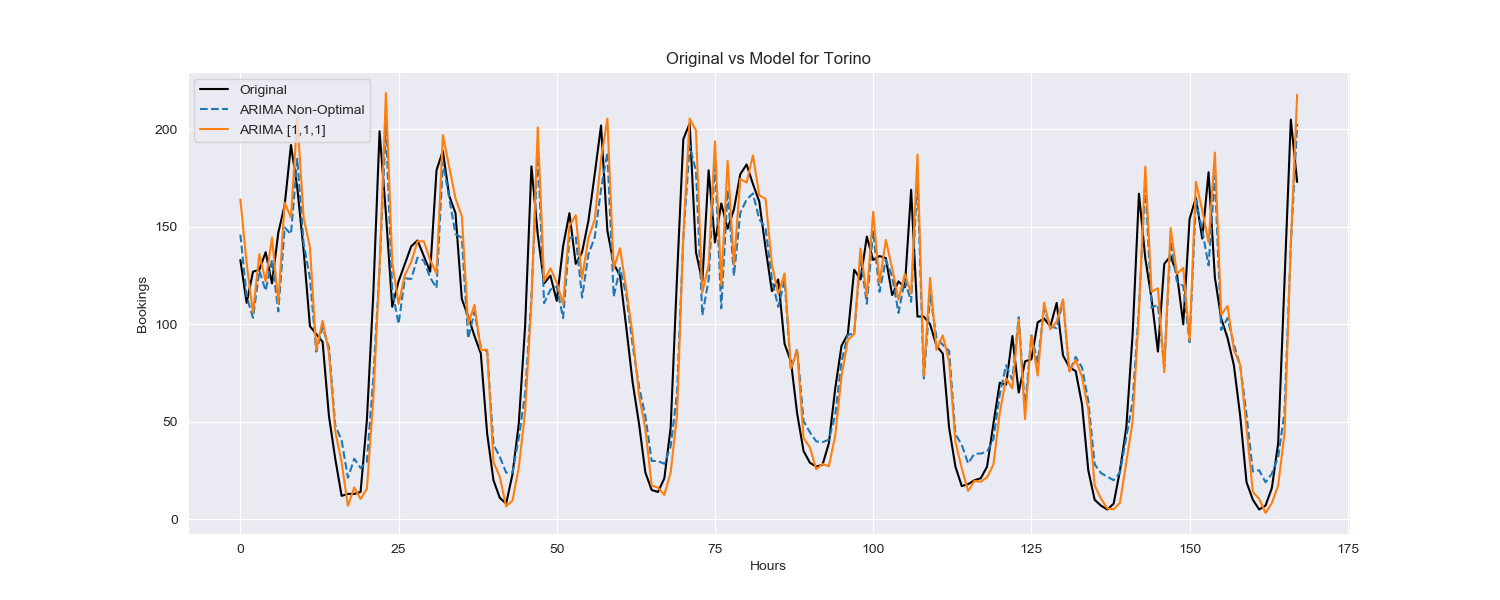 Original vs Model for Torino
Original
ARIMA Non-Optimal
ARIMA [1,1,1]
200
150
100
50
0
Bookings
0 25 50 75 100 125 150 175
Hours